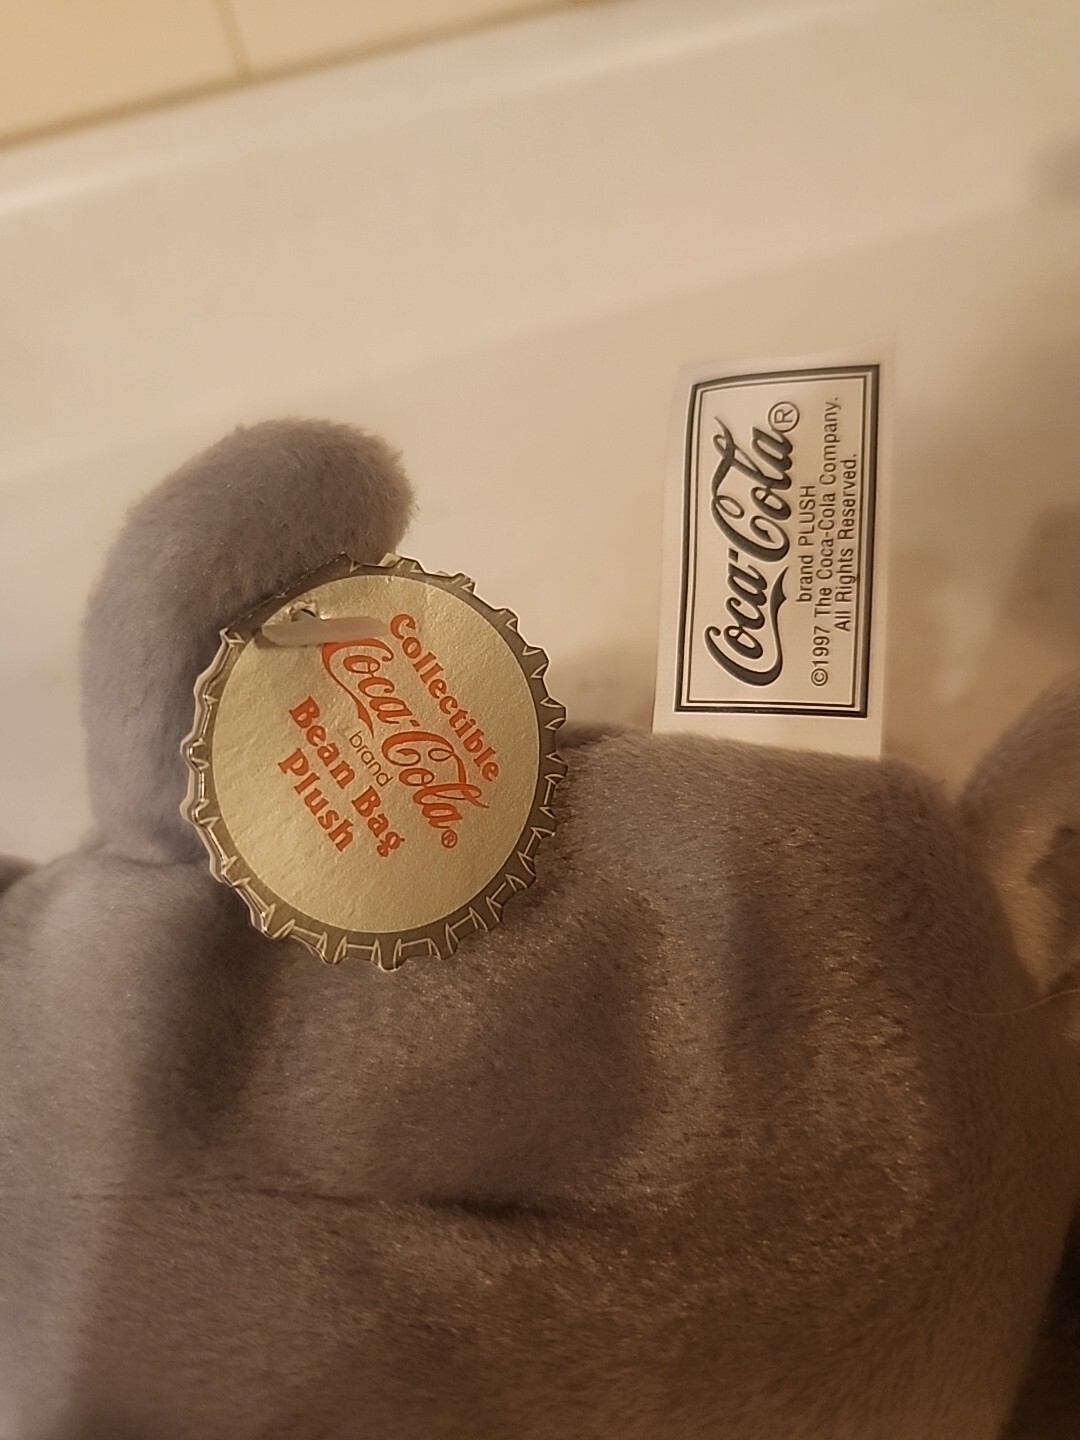 Collectible
Coca-Cola®
brand
Bean Bag
Plush
Coca-Cola®
brand PLUSH
©1997 The Coca-Cola Company.
All Rights Reserved.